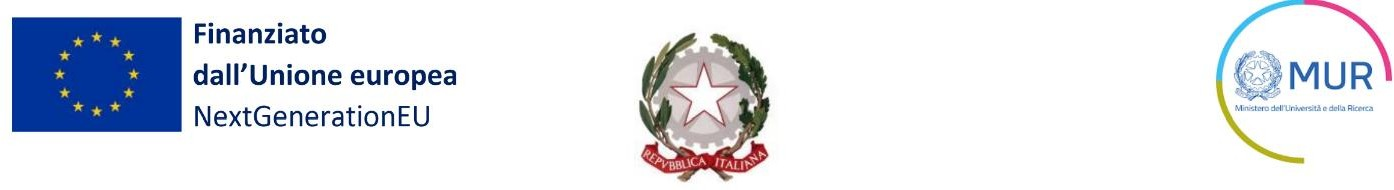 Finanziato
dall'Unione europea
NextGenerationEU
REPVBBLICA ITALIANA
MUR
Ministero dell'Università e della Ricerca